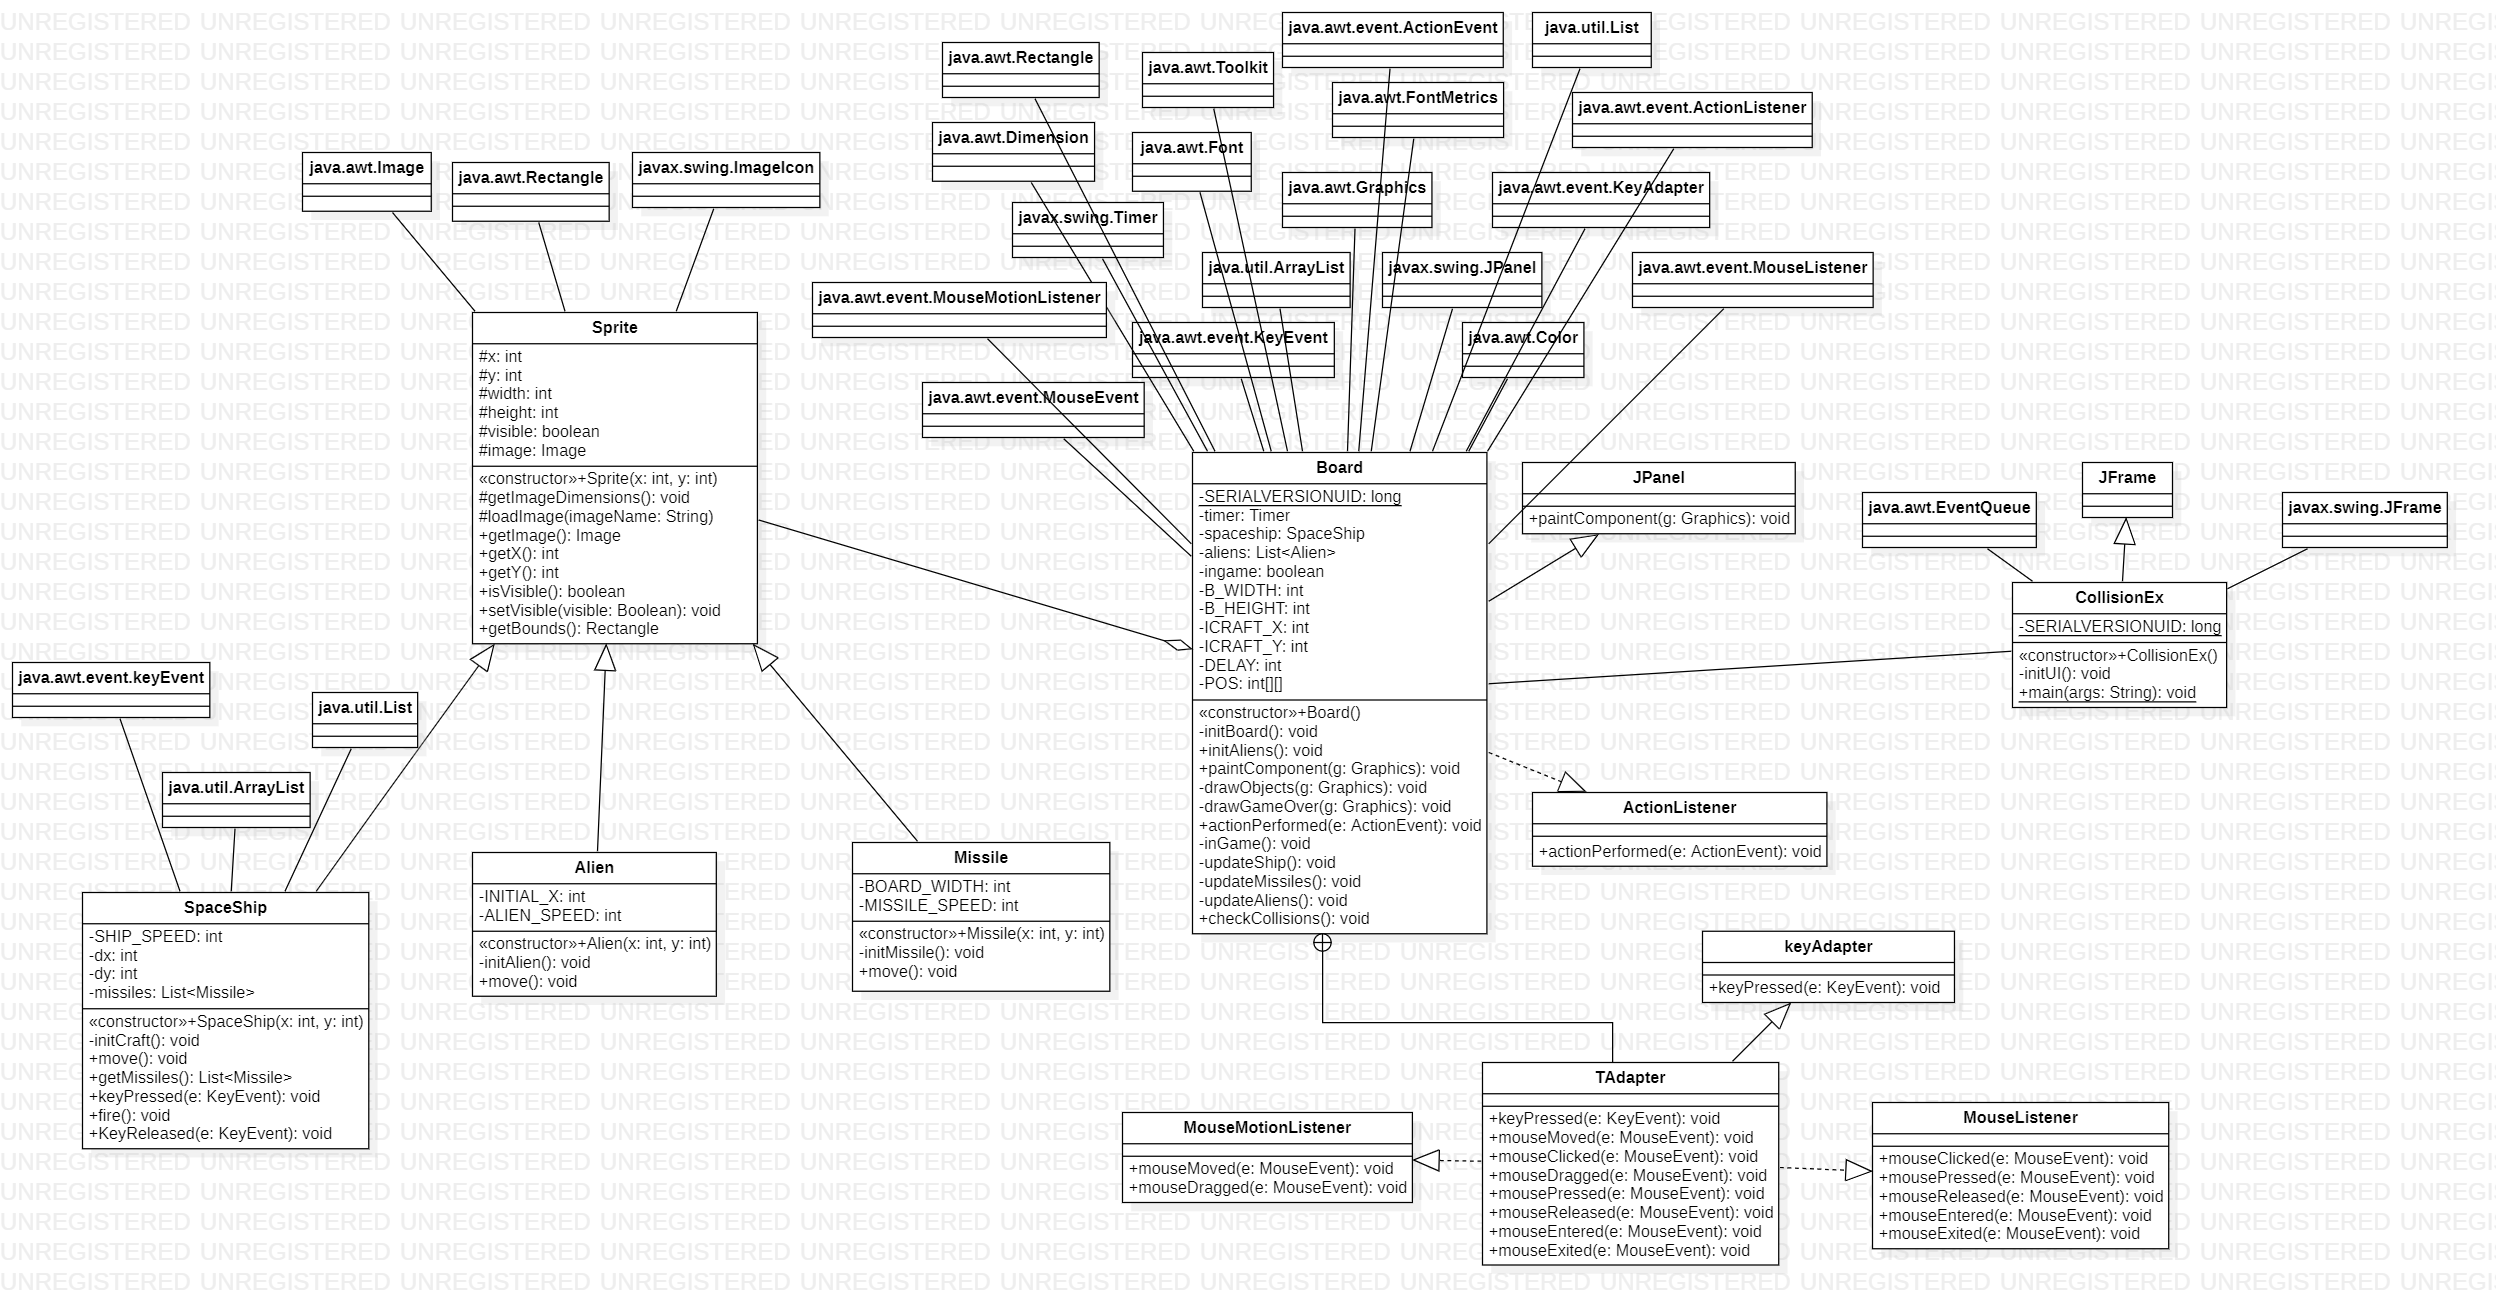 java.awt.event.ActionEvent
java.util.List
java.awt.Rectangle
java.awt.Toolkit
java.awt.FontMetrics
java.awt.event.ActionListener
java.awt.Dimension
java.awt.Font
java.awt.Image
java.awt.Rectangle
javax.swing.ImageIcon
java.awt.Graphics
java.awt.event.KeyAdapter
javax.swing.Timer
java.util.ArrayList
javax.swing.JPanel
java.awt.event.MouseListener
java.awt.event.MouseMotionListener
java.awt.event.KeyEvent
java.awt.Color
java.awt.event.MouseEvent
Sprite
#x: int
#y: int
#width: int
#height: int
#visible: boolean
#image: Image
«constructor»+Sprite(x: int, y: int)
#getImageDimensions(): void
#loadImage(imageName: String)
+getImage(): Image
+getX(): int
+getY(): int
+isVisible(): boolean
+setVisible(visible: Boolean): void
+getBounds(): Rectangle
Board
-SERIALVERSIONUID: long
-timer: Timer
-spaceship: SpaceShip
-aliens: List<Alien>
-ingame: boolean
-B_WIDTH: int
-B_HEIGHT: int
-ICRAFT_X: int
-ICRAFT_Y: int
-DELAY: int
-POS: int[][]
«constructor»+Board()
-initBoard(): void
+initAliens(): void
+paintComponent(g: Graphics): void
-drawObjects(g: Graphics): void
-drawGameOver(g: Graphics): void
+actionPerformed(e: ActionEvent): void
-inGame(): void
-updateShip(): void
-updateMissiles(): void
-updateAliens(): void
+checkCollisions(): void
JPanel
+paintComponent(g: Graphics): void
java.awt.EventQueue
JFrame
javax.swing.JFrame
CollisionEx
-SERIALVERSIONUID: long
«constructor»+CollisionEx()
-initUI(): void
+main(args: String): void
java.awt.event.keyEvent
java.util.List
java.util.ArrayList
ActionListener
+actionPerformed(e: ActionEvent): void
SpaceShip
-SHIP_SPEED: int
-dx: int
-dy: int
-missiles: List<Missile>
«constructor»+SpaceShip(x: int, y: int)
-initCraft(): void
+move(): void
+getMissiles(): List<Missile>
+keyPressed(e: KeyEvent): void
+fire(): void
+KeyReleased(e: KeyEvent): void
Alien
-INITIAL_X: int
-ALIEN_SPEED: int
«constructor»+Alien(x: int, y: int)
-initAlien(): void
+move(): void
Missile
-BOARD_WIDTH: int
-MISSILE_SPEED: int
«constructor»+Missile(x: int, y: int)
-initMissile(): void
+move(): void
keyAdapter
+keyPressed(e: KeyEvent): void
TAdapter
+keyPressed(e: KeyEvent): void
+mouseMoved(e: MouseEvent): void
+mouseClicked(e: MouseEvent): void
+mouseDragged(e: MouseEvent): void
+mousePressed(e: MouseEvent): void
+mouseReleased(e: MouseEvent): void
+mouseEntered(e: MouseEvent): void
+mouseExited(e: MouseEvent): void
MouseMotionListener
+mouseMoved(e: MouseEvent): void
+mouseDragged(e: MouseEvent): void
MouseListener
+mouseClicked(e: MouseEvent): void
+mousePressed(e: MouseEvent): void
+mouseReleased(e: MouseEvent): void
+mouseEntered(e: MouseEvent): void
+mouseExited(e: MouseEvent): void
UNREGISTERED